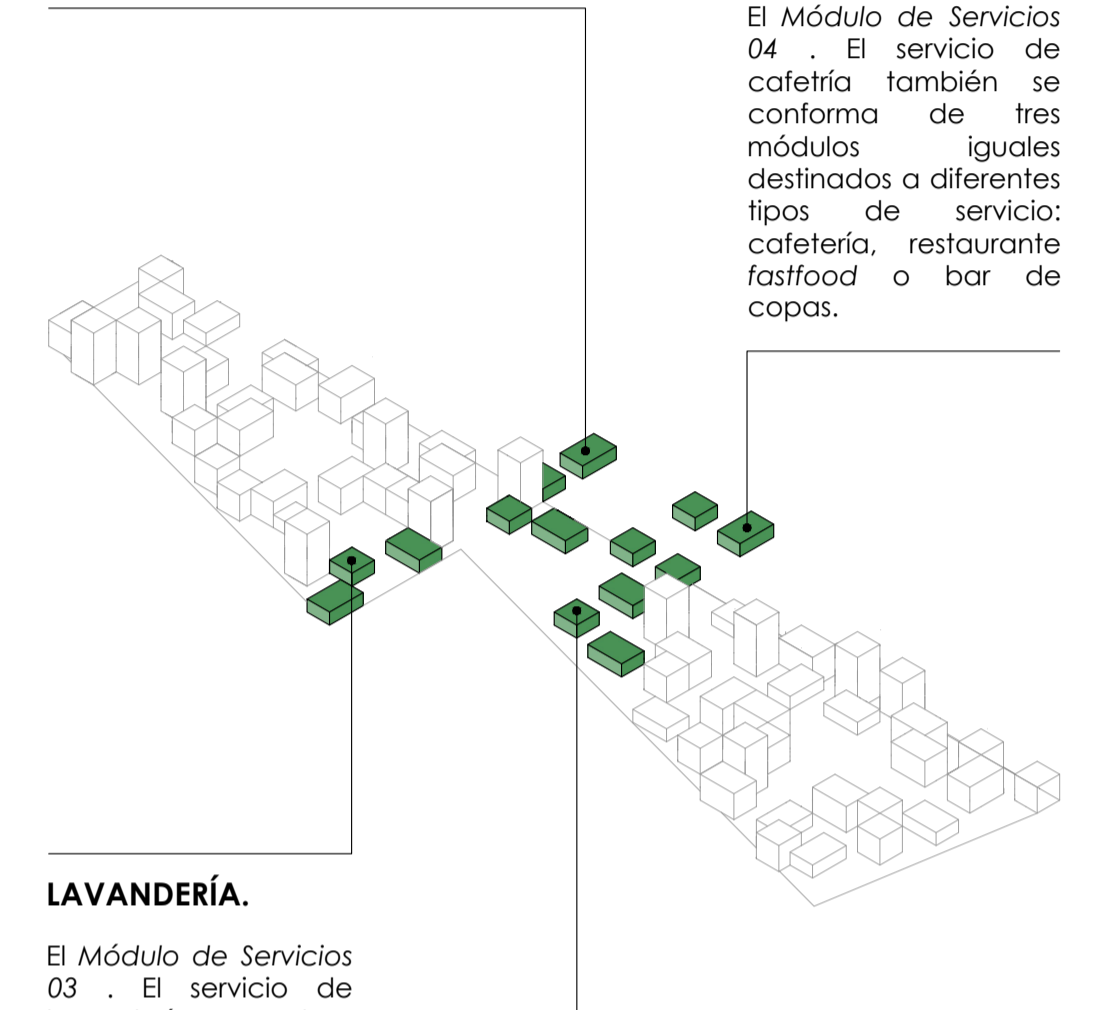 El Módulo de Servicios
04 . El servicio de
cafetría también se
conforma de tres
módulos iguales
destinados a diferentes
tipos de servicio:
cafetería, restaurante
fastfood o bar de
copas.
LAVANDERÍA.
El Módulo de Servicios
03 . El servicio de